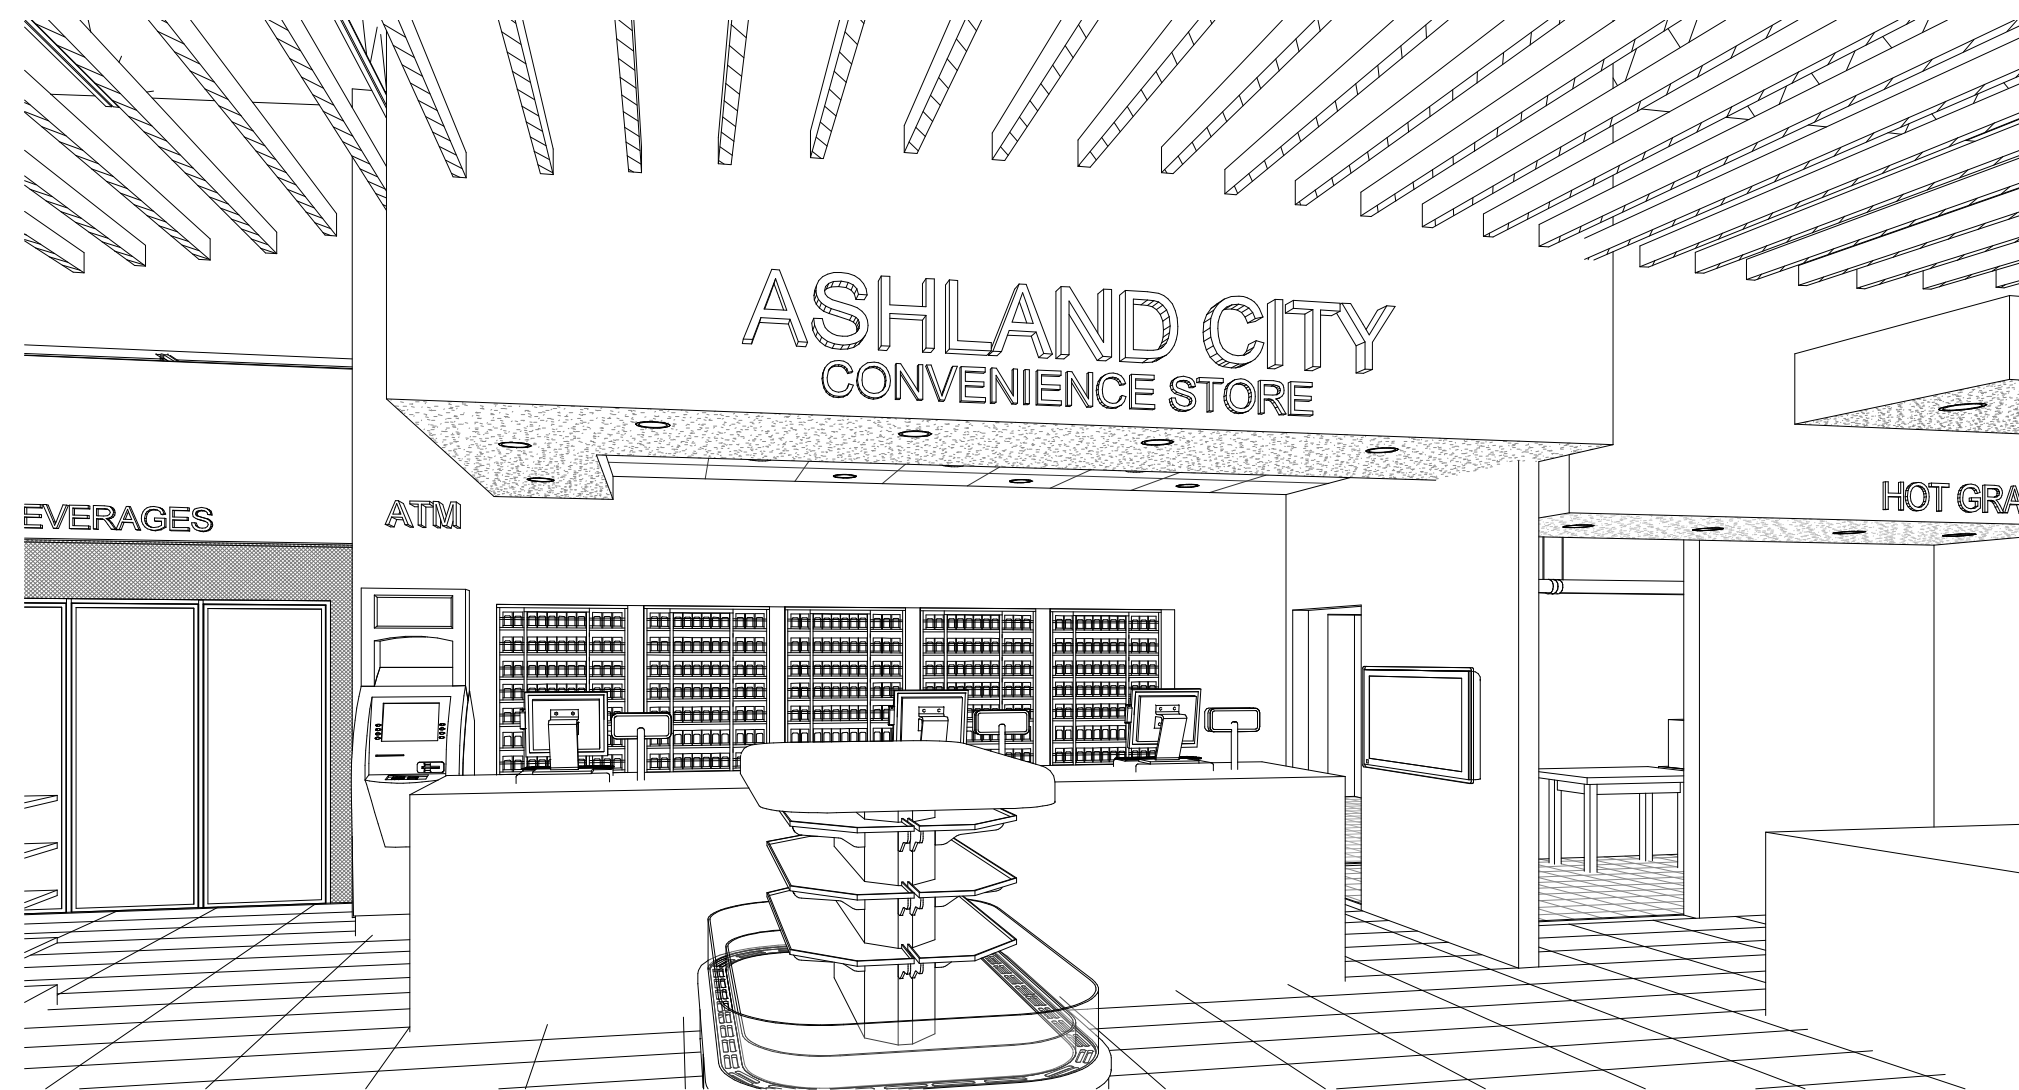 ASHLAND CITY
CONVENIENCE STORE
EVERAGES
ATM
HOT GRA